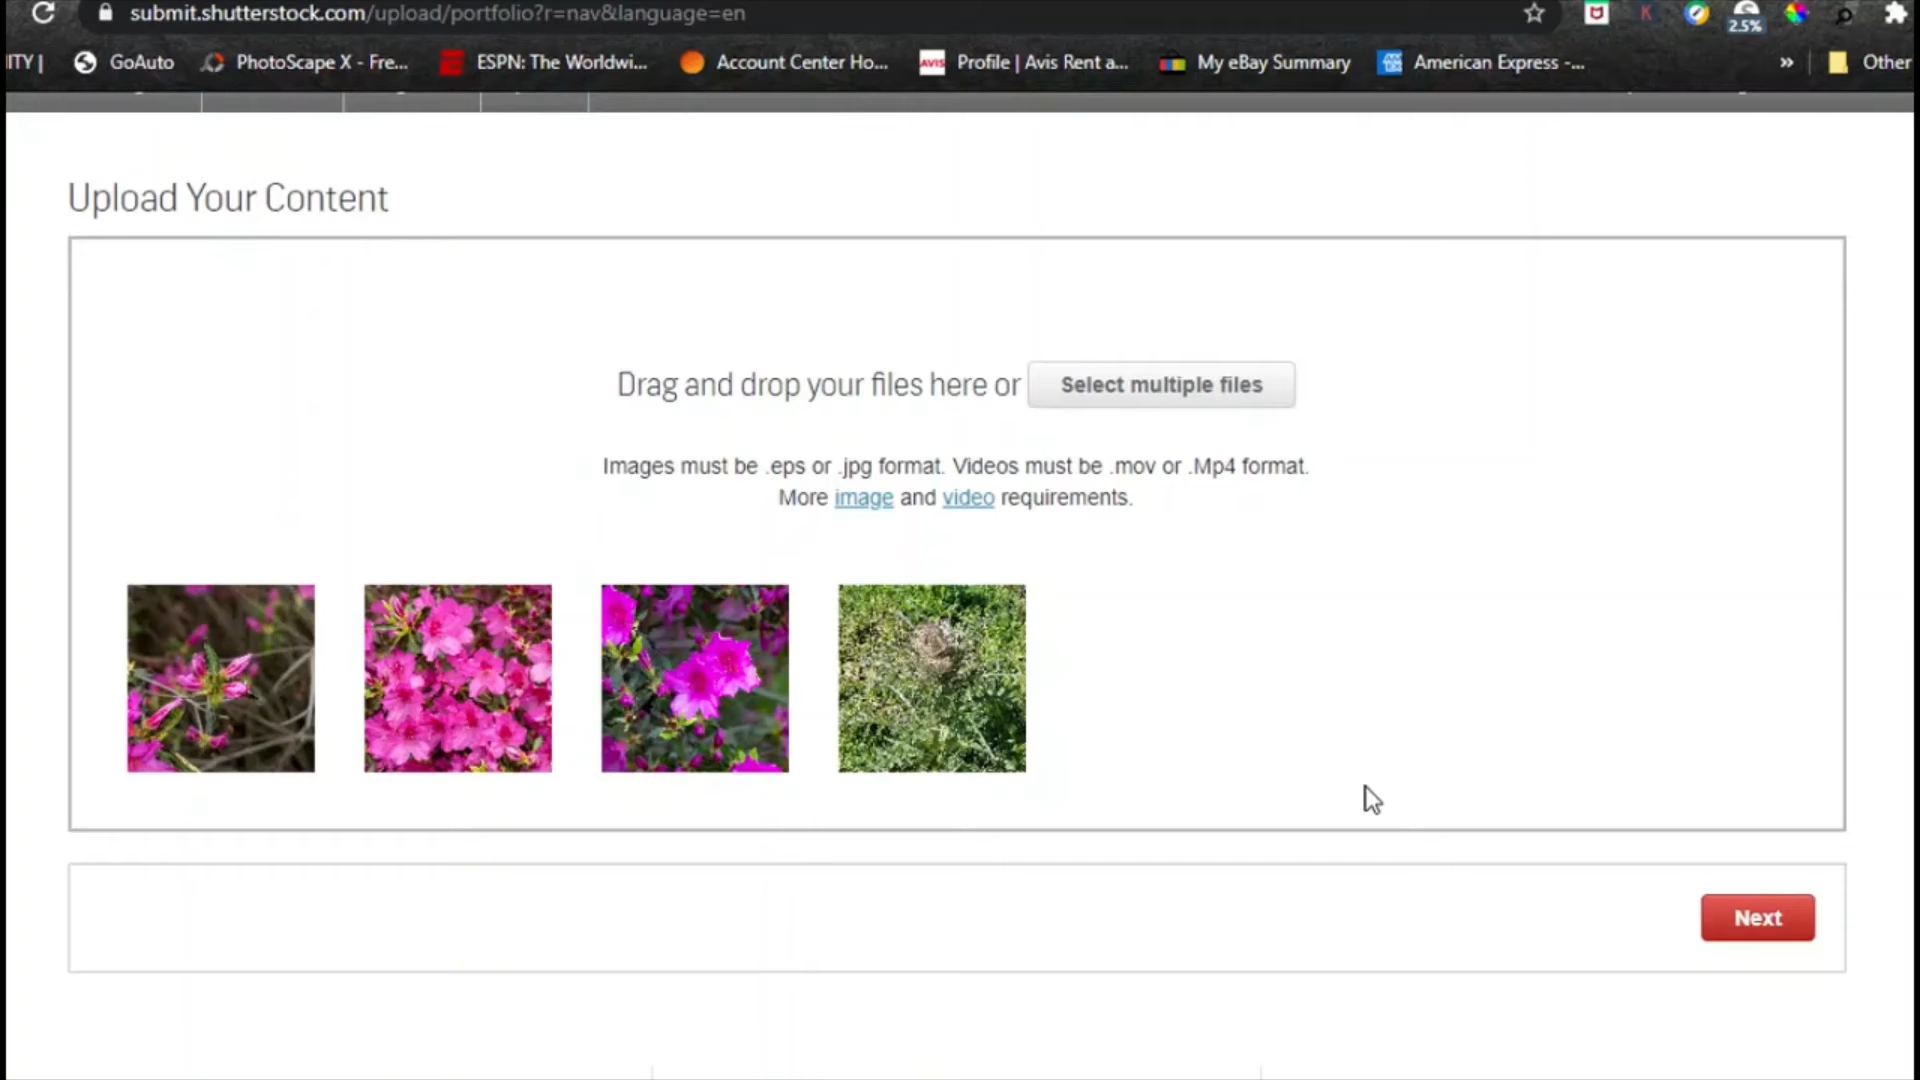 submit.shutterstock.com/upload/portfolio?r=nav&language=en
2.5%
ITY | GoAuto PhotoScape X - Fre... ESPN: The Worldwi... Account Center Ho... AVIS Profile | Avis Rent a... My eBay Summary American Express -... » Other
Upload Your Content
Drag and drop your files here or Select multiple files
Images must be .eps or .jpg format. Videos must be .mov or .Mp4 format.
More image and video requirements.
Next